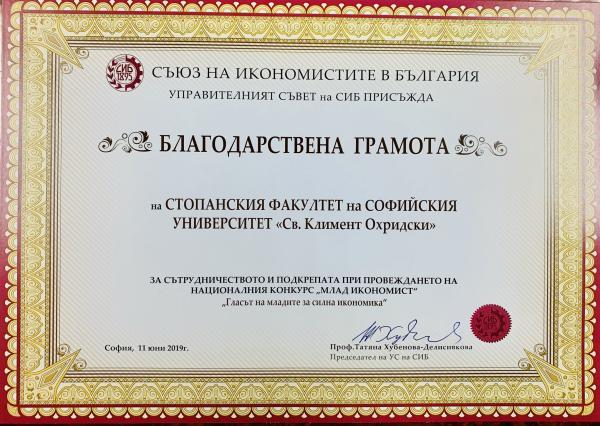 СИБ
1895
СЪЮЗ НА ИКОНОМИСТИТЕ В БЪЛГАРИЯ
УПРАВИТЕЛНИЯТ СЪВЕТ на СИБ ПРИСЪЖДА
БЛАГОДАРСТВЕНА ГРАМОТА
на СТОПАНСКИЯ ФАКУЛТЕТ на СОФИЙСКИЯ
УНИВЕРСИТЕТ «Св. Климент Охридски»
ЗА СЪТРУДНИЧЕСТВОТО И ПОДКРЕПАТА ПРИ ПРОВЕЖДАНЕТО НА
НАЦИОНАЛНИЯ КОНКУРС „МЛАД ИКОНОМИСТ"
„Гласът на младите за силна икономика“
София, 11 юни 2019г.
Проф.Татяна Хубенова-Делисивкова
Председател на УС на СИБ